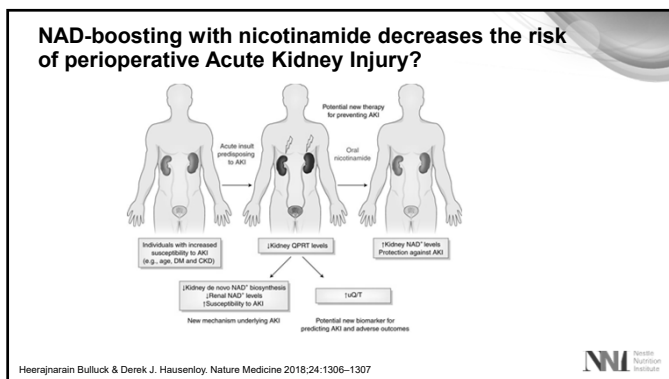 NAD-boosting with nicotinamide decreases the risk
of perioperative Acute Kidney Injury?
Potential new therapy
for preventing AKI
Acute insult
predisposing
to AKI
Oral
nicotinamide
Individuals with increased
susceptibility to AKI
(e.g., age, DM and CKD)
↓Kidney QPRT levels
↑Kidney NAD⁺ levels
Protection against AKI
↓Kidney de novo NAD⁺ biosynthesis
↓Renal NAD⁺ levels
↑Susceptibility to AKI
↑uQ/T
New mechanism underlying AKI
Potential new biomarker for
predicting AKI and adverse outcomes
Heerajnarain Bulluck & Derek J. Hausenloy. Nature Medicine 2018;24:1306–1307
NNI
Nestlé
Nutrition
Institute